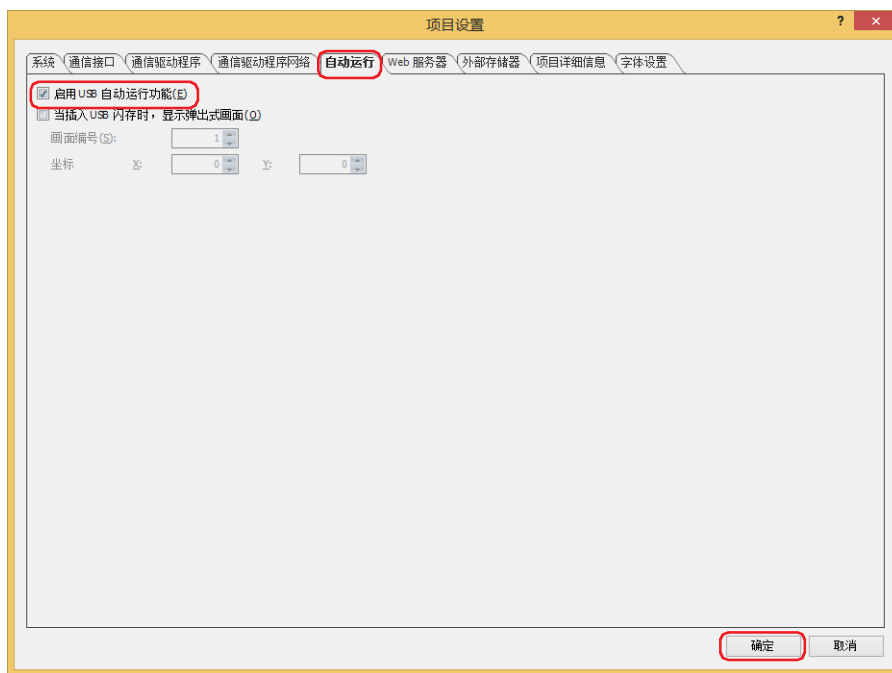 项目设置 ? ×
系统 通信接口 通信驱动程序 通信驱动程序网络 自动运行 Web 服务器 外部存储器 项目详细信息 字体设置
启用 USB 自动运行功能(E)
当插入 USB 闪存时，显示弹出式画面(O)
画面编号(S): 1
坐标 X: 0 Y: 0
确定 取消